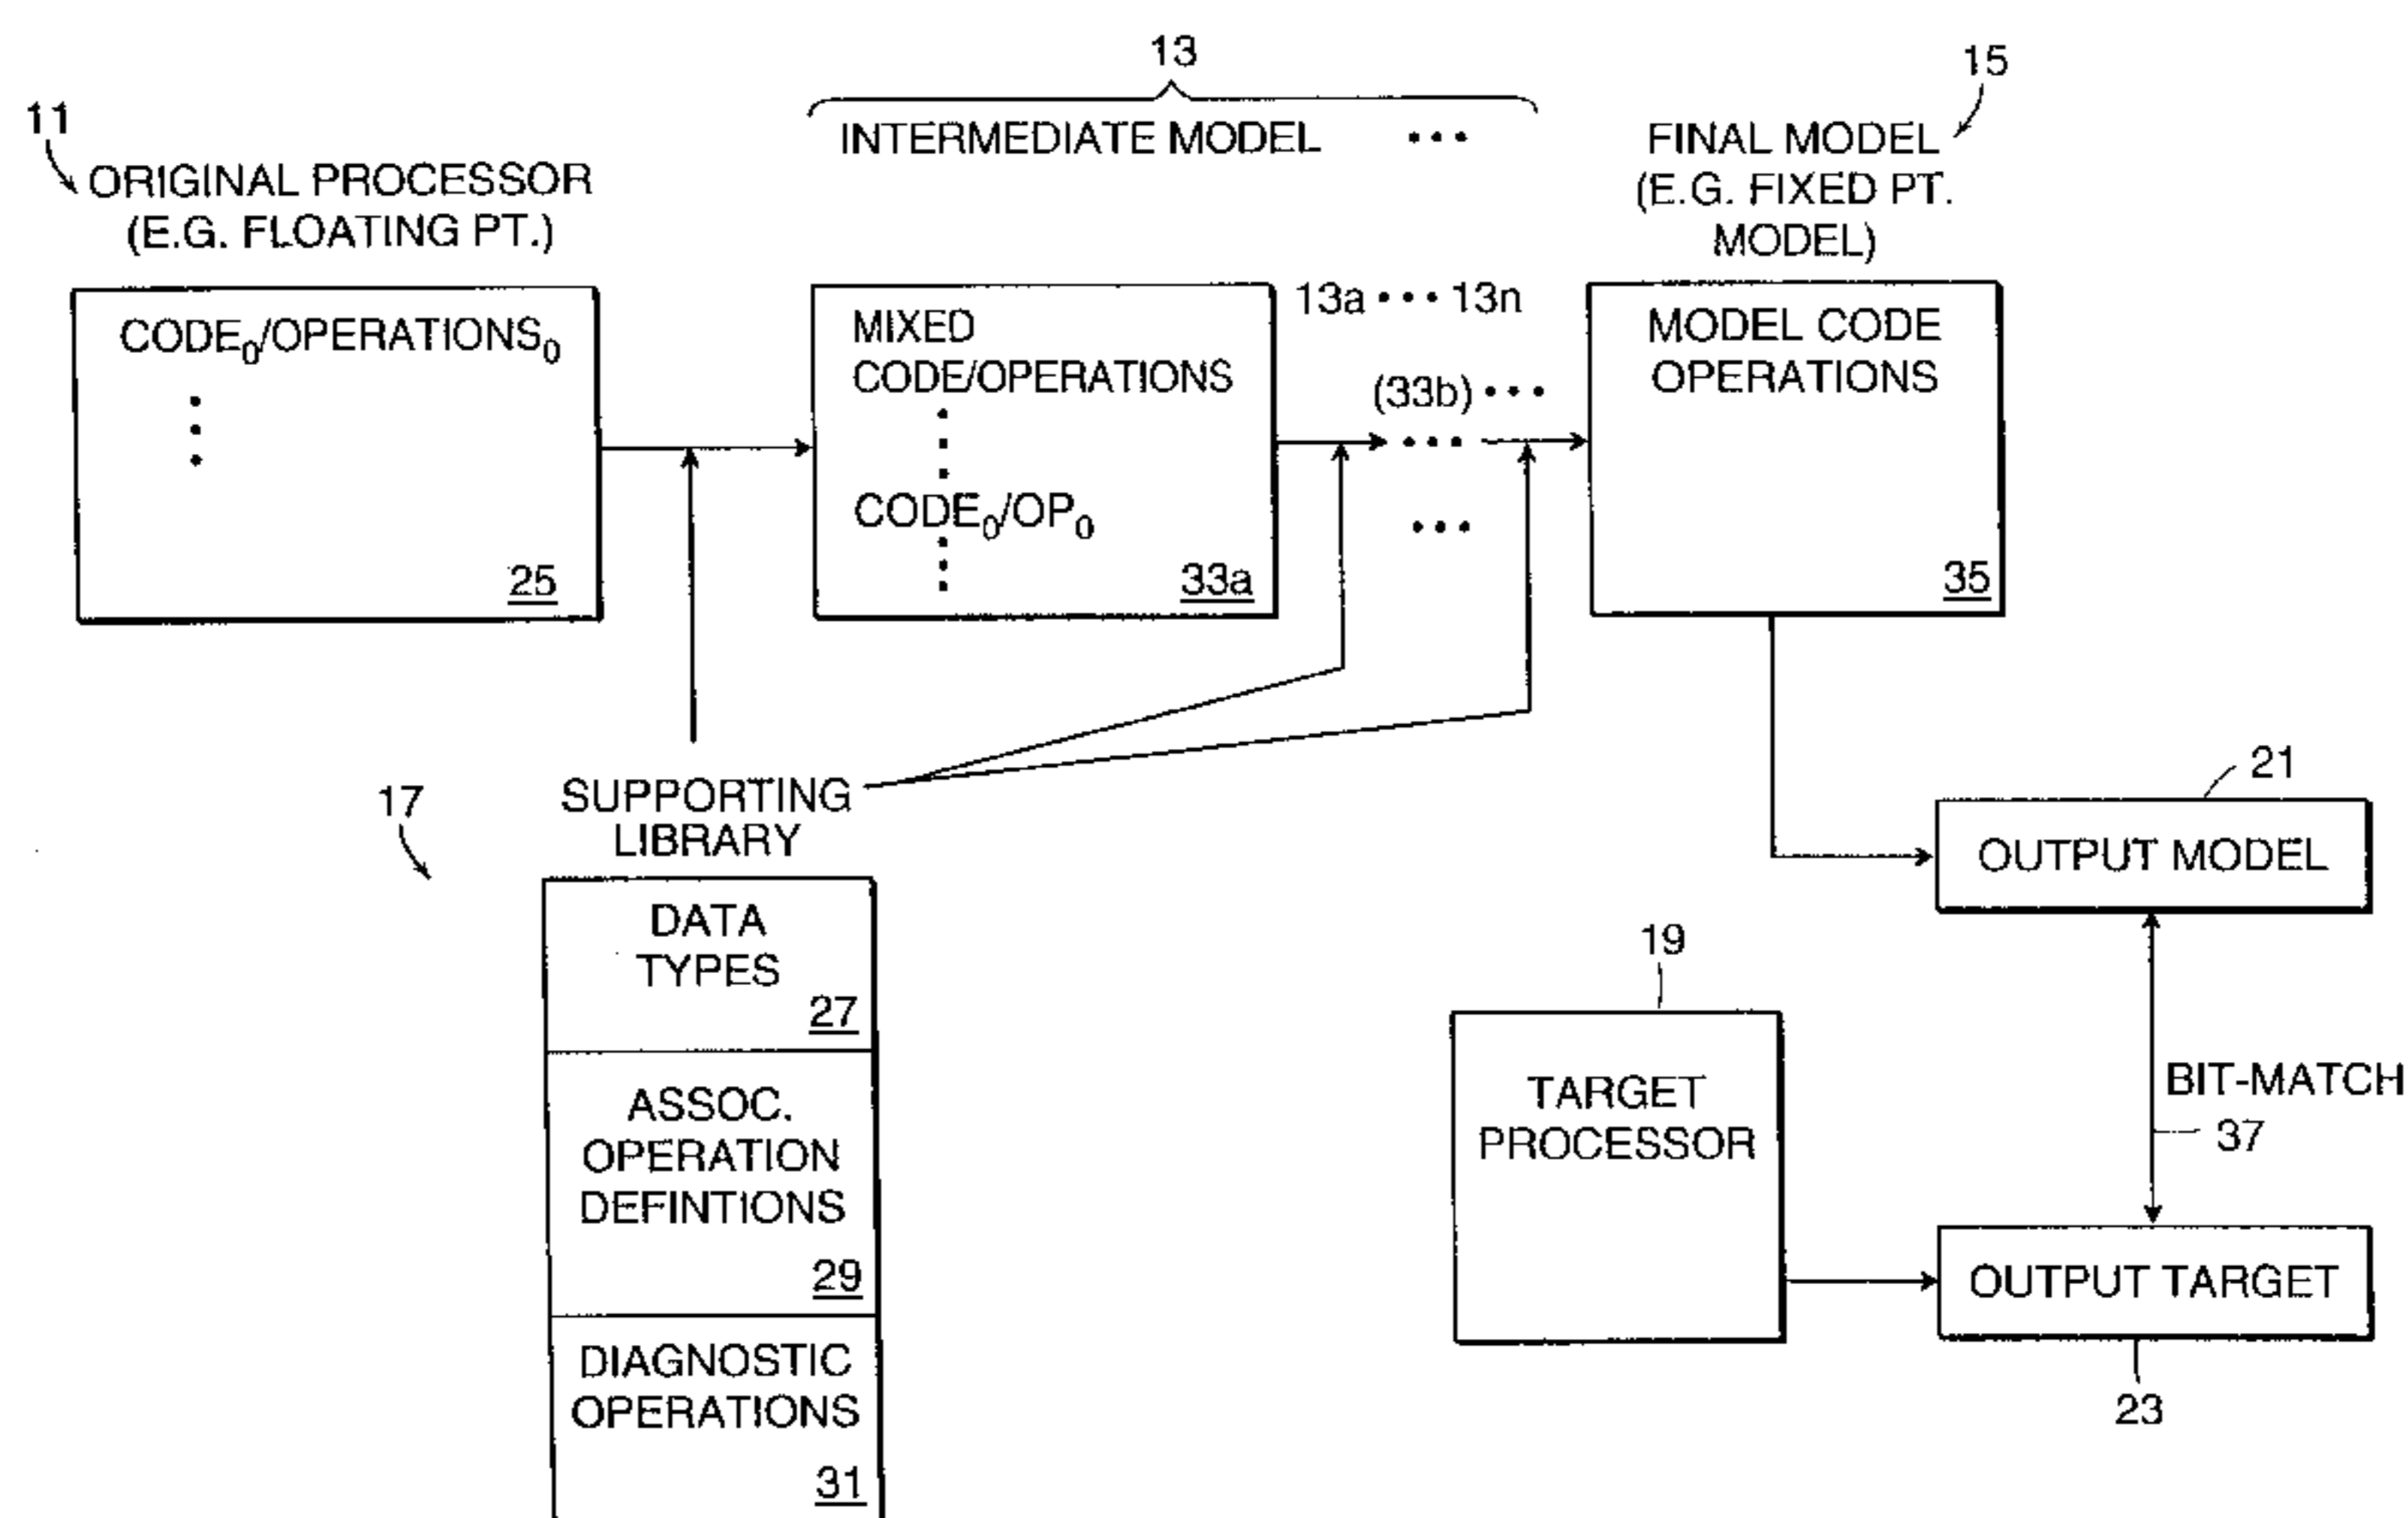 11
ORIGINAL PROCESSOR
(E.G. FLOATING PT.)
CODE₀/OPERATIONS₀
25
13
INTERMEDIATE MODEL •••
MIXED
CODE/OPERATIONS
CODE₀/OP₀
33a
13a ••• 13n
(33b) •••
•••
•••
15
FINAL MODEL
(E.G. FIXED PT.
MODEL)
MODEL CODE
OPERATIONS
35
17
SUPPORTING
LIBRARY
DATA
TYPES
27
ASSOC.
OPERATION
DEFINTIONS
29
DIAGNOSTIC
OPERATIONS
31
19
TARGET
PROCESSOR
21
OUTPUT MODEL
BIT-MATCH
37
OUTPUT TARGET
23